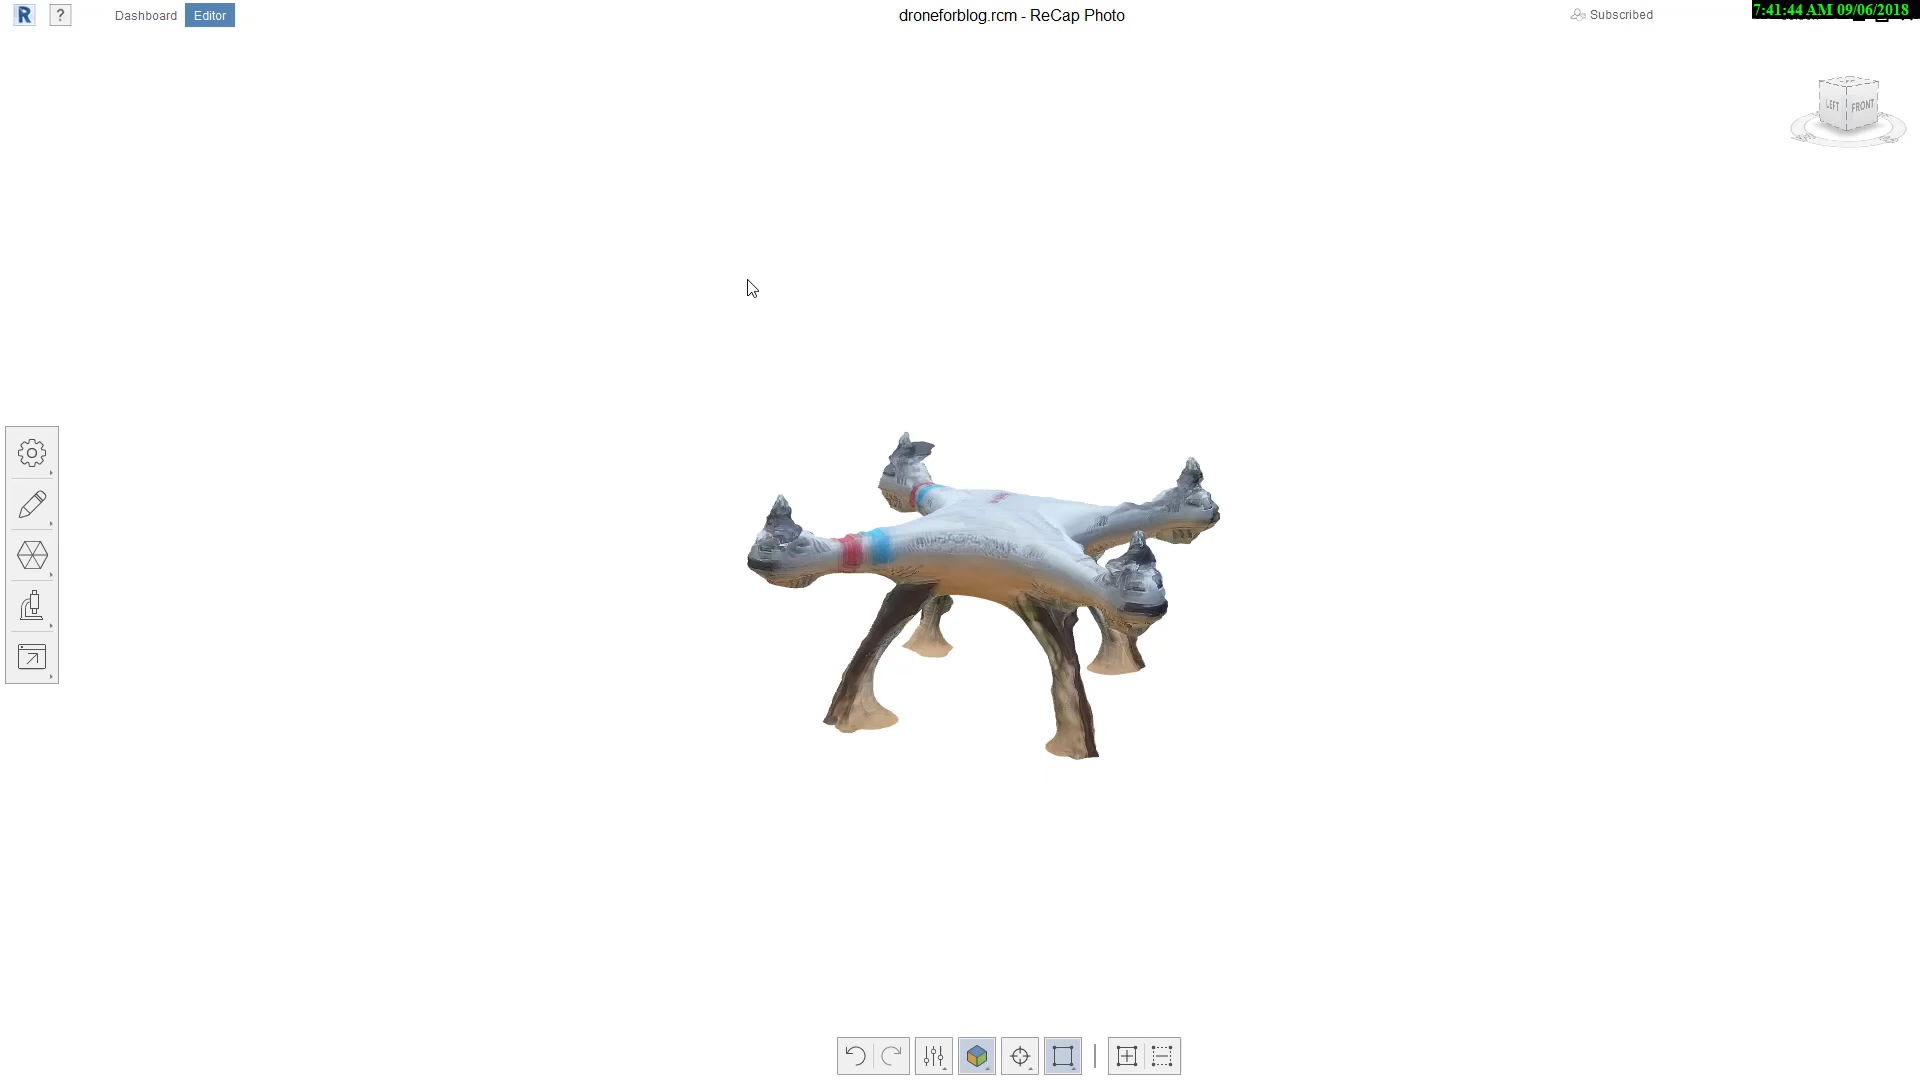 R ? Dashboard Editor droneforblog.rcm - ReCap Photo Subscribed 7:41:44 AM 09/06/2018
LEFT FRONT